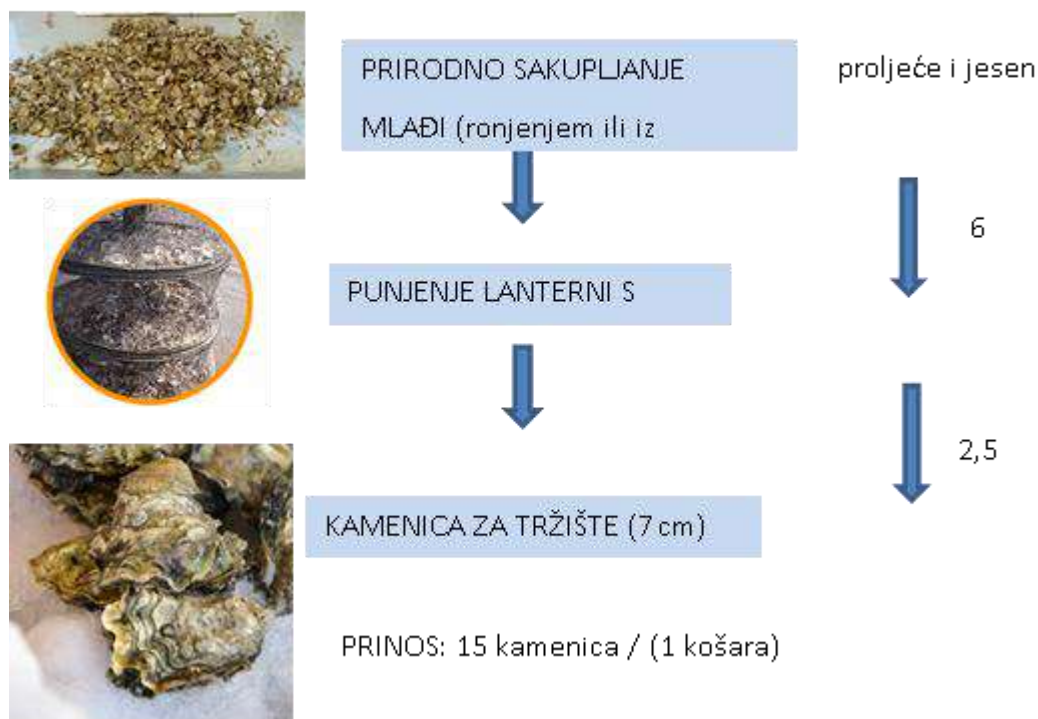 PRIRODNO SAKUPLJANJE
MLAĐI (ronjenjem ili iz
proljeće i jesen
6
PUNJENJE LANTERNI S
2,5
KAMENICA ZA TRŽIŠTE (7 cm)
PRINOS: 15 kamenica / (1 košara)